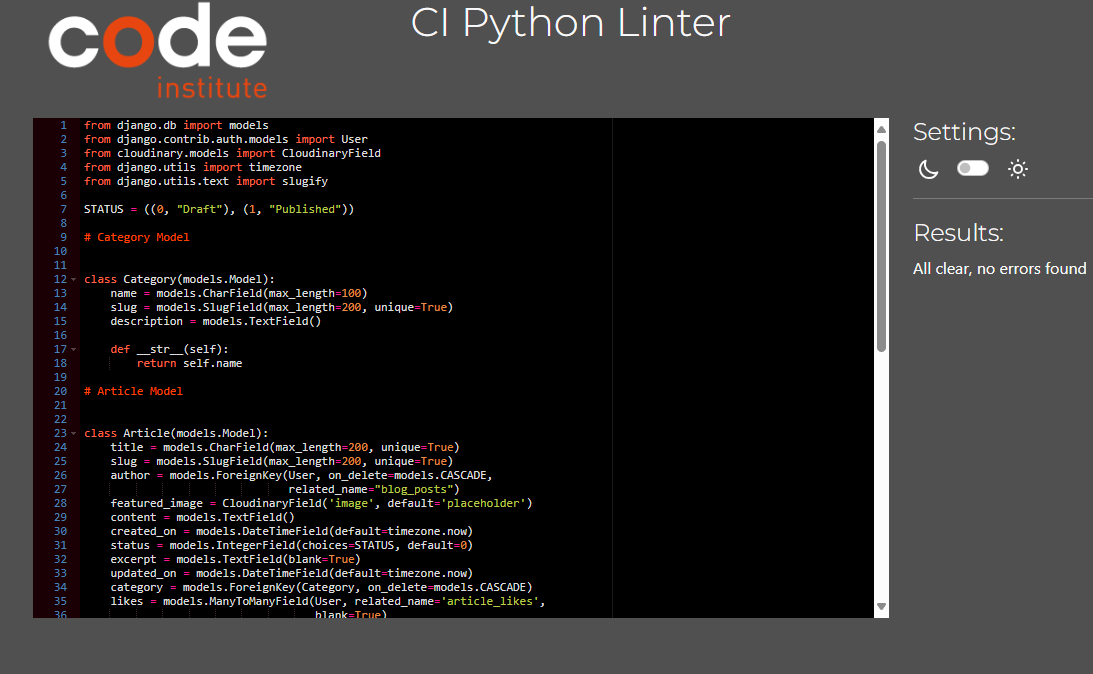 code
institute
CI Python Linter
1 from django.db import models
2 from django.contrib.auth.models import User
3 from cloudinary.models import CloudinaryField
4 from django.utils import timezone
5 from django.utils.text import slugify
6
7 STATUS = ((0, "Draft"), (1, "Published"))
8
9 # Category Model
10
11
12 class Category(models.Model):
13     name = models.CharField(max_length=100)
14     slug = models.SlugField(max_length=200, unique=True)
15     description = models.TextField()
16
17     def __str__(self):
18         return self.name
19
20 # Article Model
21
22
23 class Article(models.Model):
24     title = models.CharField(max_length=200, unique=True)
25     slug = models.SlugField(max_length=200, unique=True)
26     author = models.ForeignKey(User, on_delete=models.CASCADE,
27                                related_name="blog_posts")
28     featured_image = CloudinaryField('image', default='placeholder')
29     content = models.TextField()
30     created_on = models.DateTimeField(default=timezone.now)
31     status = models.IntegerField(choices=STATUS, default=0)
32     excerpt = models.TextField(blank=True)
33     updated_on = models.DateTimeField(default=timezone.now)
34     category = models.ForeignKey(Category, on_delete=models.CASCADE)
35     likes = models.ManyToManyField(User, related_name='article_likes',
36                                    blank=True)
Settings:
Results:
All clear, no errors found